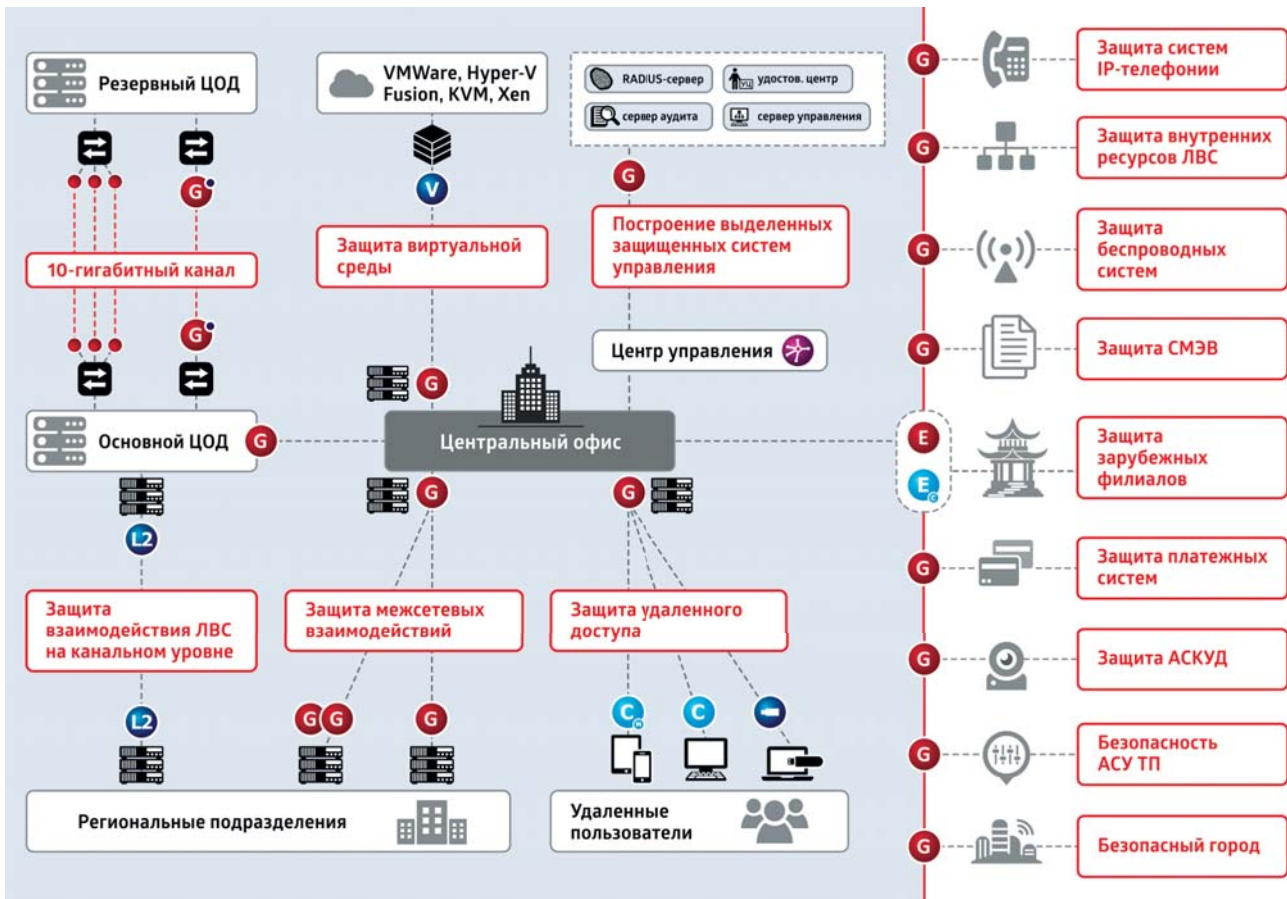 Резервный ЦОД
VMWare, Hyper-V
Fusion, KVM, Xen
RADIUS-сервер
удостов. центр
УЦ
сервер аудита
сервер управления
G
V
G
10-гигабитный канал
Защита виртуальной
среды
Построение выделенных
защищенных систем
управления
G
Центр управления
G
Основной ЦОД
G
Центральный офис
G
G
L2
Защита
взаимодействия ЛВС
на канальном уровне
Защита межсетевых
взаимодействий
Защита удаленного
доступа
L2
G
G
G
C
M
C
Региональные подразделения
Удаленные
пользователи
G
Защита систем
IP-телефонии
G
Защита внутренних
ресурсов ЛВС
G
Защита
беспроводных
систем
G
Защита СМЭВ
E
E
C
Защита
зарубежных
филиалов
G
Защита платежных
систем
G
Защита АСКУД
G
Безопасность
АСУ ТП
G
Безопасный город